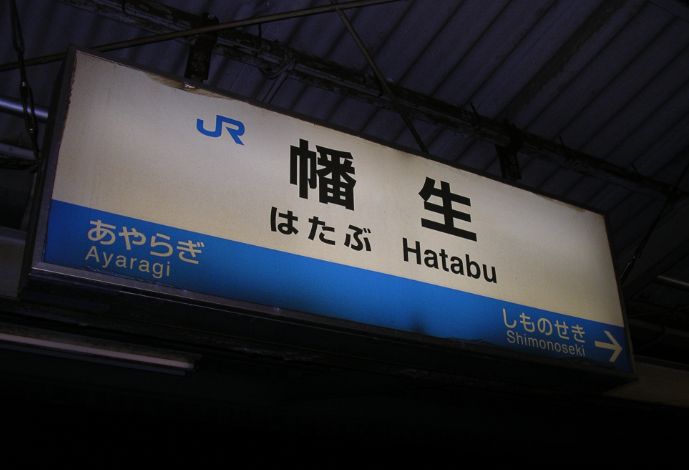 JR
幡 生
はたぶ Hatabu
あやらぎ
Ayaragi
しものせき
Shimonoseki